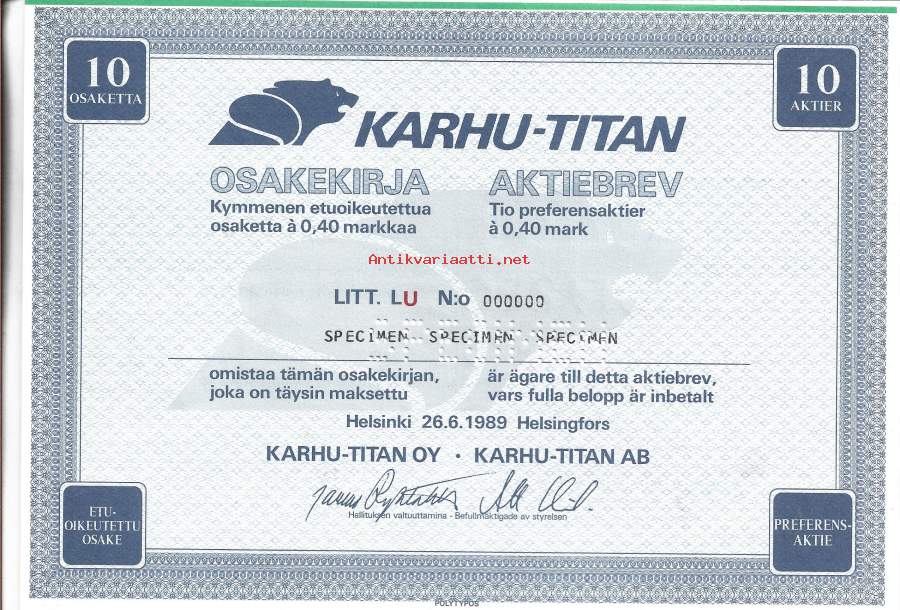 10
OSAKETTA
10
AKTIER
KARHU-TITAN
OSAKEKIRJA
Kymmenen etuoikeutettua
osaketta à 0,40 markkaa
AKTIEBREV
Tio preferensaktier
à 0,40 mark
Antikvariaatti.net
LITT. LU N:o 000000
SPECIMEN SPECIMEN SPECIMEN
omistaa tämän osakekirjan,
joka on täysin maksettu
är ägare till detta aktiebrev,
vars fulla belopp är inbetalt
Helsinki 26.6.1989 Helsingfors
KARHU-TITAN OY · KARHU-TITAN AB
Hallituksen valtuuttamina - Befullmäktigade av styrelsen
ETU-
OIKEUTETTU
OSAKE
PREFERENS-
AKTIE
POLYTYPOS